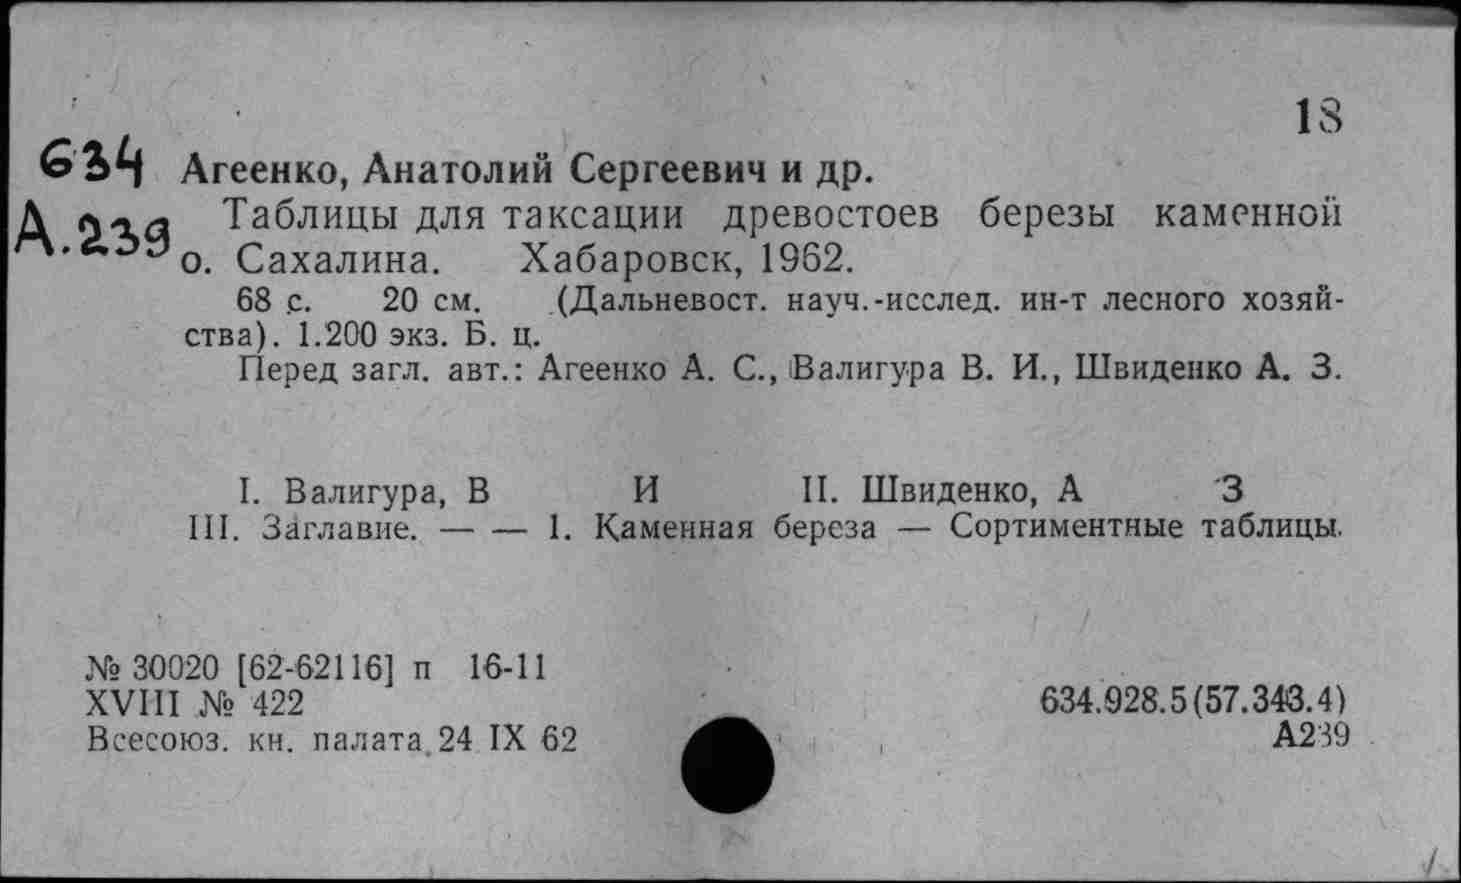 18
634 Агеенко, Анатолий Сергеевич и др.
А.239 Таблицы для таксации древостоев березы каменной
о. Сахалина. Хабаровск, 1962.
68 с. 20 см. (Дальневост. науч.-исслед. ин-т лесного хозяй-
ства). 1.200 экз. Б. ц.
Перед загл. авт.: Агеенко А. С., Валигура В. И., Швиденко А. З.
I. Валигура, В И II. Швиденко, А З
III. Заглавие. — — 1. Каменная береза — Сортиментные таблицы.
№ 30020 [62-62116] п 16-11
XVIII № 422
Всесоюз. кн. палата 24 IX 62
634.928.5(57.343.4)
А239